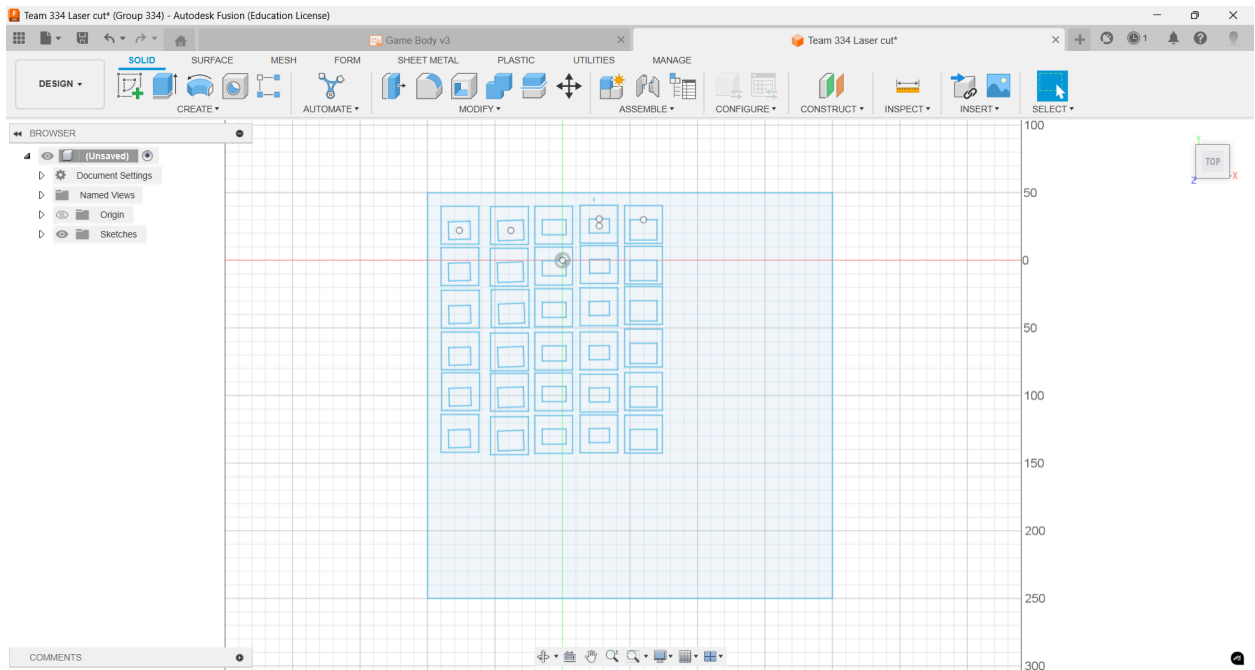 Team 334 Laser cut* (Group 334) - Autodesk Fusion (Education License)
Game Body v3
Team 334 Laser cut*
1
DESIGN
SOLID SURFACE MESH FORM SHEET METAL PLASTIC UTILITIES MANAGE
CREATE AUTOMATE MODIFY ASSEMBLE CONFIGURE CONSTRUCT INSPECT INSERT SELECT
BROWSER
(Unsaved)
Document Settings
Named Views
Origin
Sketches
100
50
0
50
100
150
200
250
300
Y
TOP
X
Z
COMMENTS